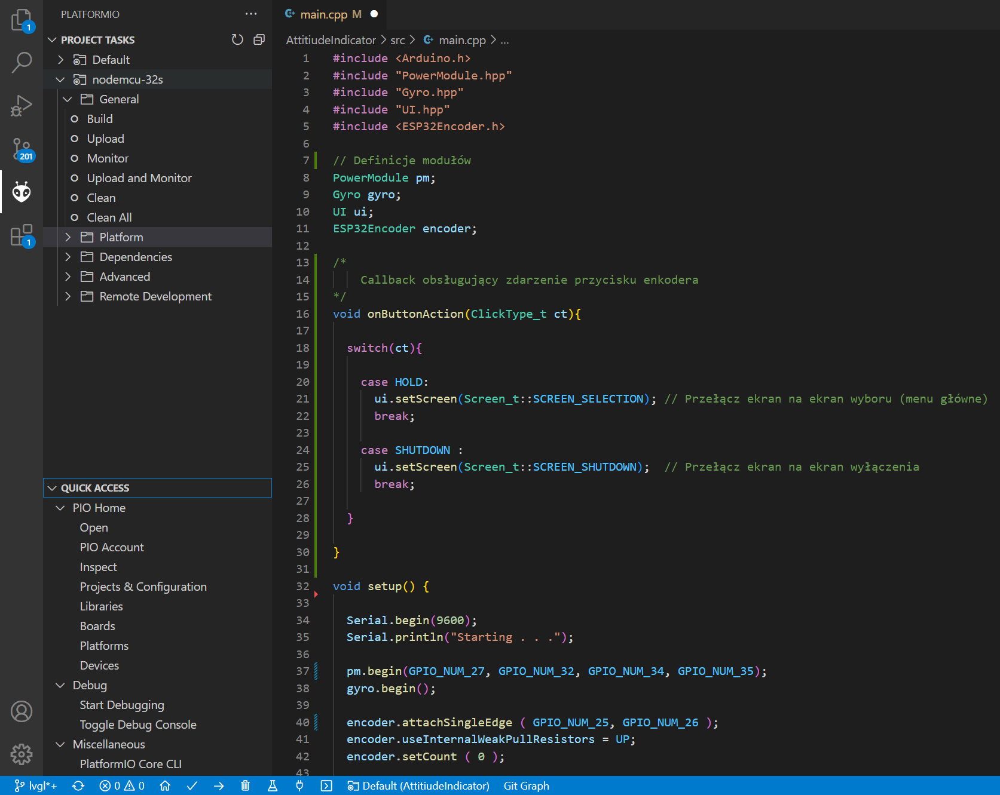 PLATFORMIO
PROJECT TASKS
Default
nodemcu-32s
General
Build
Upload
Monitor
Upload and Monitor
Clean
Clean All
Platform
Dependencies
Advanced
Remote Development
QUICK ACCESS
PIO Home
Open
PIO Account
Inspect
Projects & Configuration
Libraries
Boards
Platforms
Devices
Debug
Start Debugging
Toggle Debug Console
Miscellaneous
PlatformIO Core CLI
1
201
1
main.cpp M
AttitiudeIndicator > src > main.cpp > ...
1 #include <Arduino.h>
2 #include "PowerModule.hpp"
3 #include "Gyro.hpp"
4 #include "UI.hpp"
5 #include <ESP32Encoder.h>
6
7 // Definicje modułów
8 PowerModule pm;
9 Gyro gyro;
10 UI ui;
11 ESP32Encoder encoder;
12
13 /*
14 Callback obsługujący zdarzenie przycisku enkodera
15 */
16 void onButtonAction(ClickType_t ct){
17
18 switch(ct){
19
20 case HOLD:
21 ui.setScreen(Screen_t::SCREEN_SELECTION); // Przełącz ekran na ekran wyboru (menu główne)
22 break;
23
24 case SHUTDOWN :
25 ui.setScreen(Screen_t::SCREEN_SHUTDOWN); // Przełącz ekran na ekran wyłączenia
26 break;
27
28 }
29
30 }
31
32 void setup() {
33
34 Serial.begin(9600);
35 Serial.println("Starting . . .");
36
37 pm.begin(GPIO_NUM_27, GPIO_NUM_32, GPIO_NUM_34, GPIO_NUM_35);
38 gyro.begin();
39
40 encoder.attachSingleEdge ( GPIO_NUM_25, GPIO_NUM_26 );
41 encoder.useInternalWeakPullResistors = UP;
42 encoder.setCount ( 0 );
43
lvgl*+ 0 0 Default (AttitiudeIndicator) Git Graph